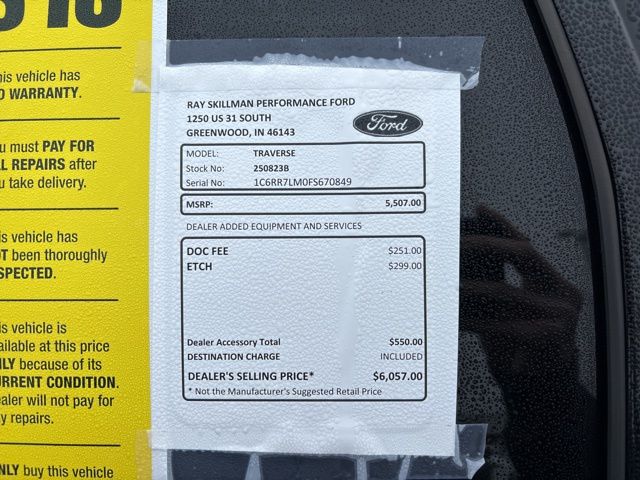 his vehicle has
O WARRANTY.
u must PAY FOR
L REPAIRS after
u take delivery.
is vehicle has
OT been thoroughly
SPECTED.
is vehicle is
ailable at this price
NLY because of its
URRENT CONDITION.
ealer will not pay for
y repairs.
NLY buy this vehicle
RAY SKILLMAN PERFORMANCE FORD
1250 US 31 SOUTH
GREENWOOD, IN 46143
Ford
MODEL: TRAVERSE
Stock No: 250823B
Serial No: 1C6RR7LM0FS670849
MSRP: 5,507.00
DEALER ADDED EQUIPMENT AND SERVICES
DOC FEE $251.00
ETCH $299.00
Dealer Accessory Total $550.00
DESTINATION CHARGE INCLUDED
DEALER'S SELLING PRICE* $6,057.00
* Not the Manufacturer's Suggested Retail Price